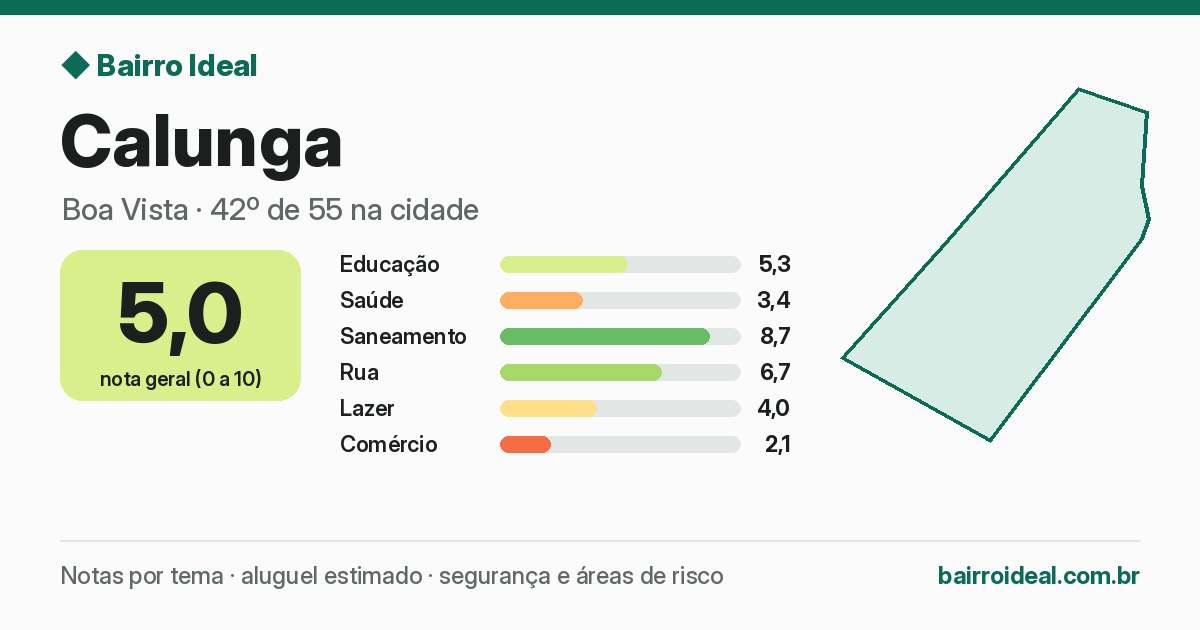 Bairro Ideal
Calunga
Boa Vista · 42º de 55 na cidade
5,0
nota geral (0 a 10)
Educação 5,3
Saúde 3,4
Saneamento 8,7
Rua 6,7
Lazer 4,0
Comércio 2,1
Notas por tema · aluguel estimado · segurança e áreas de risco
bairroideal.com.br